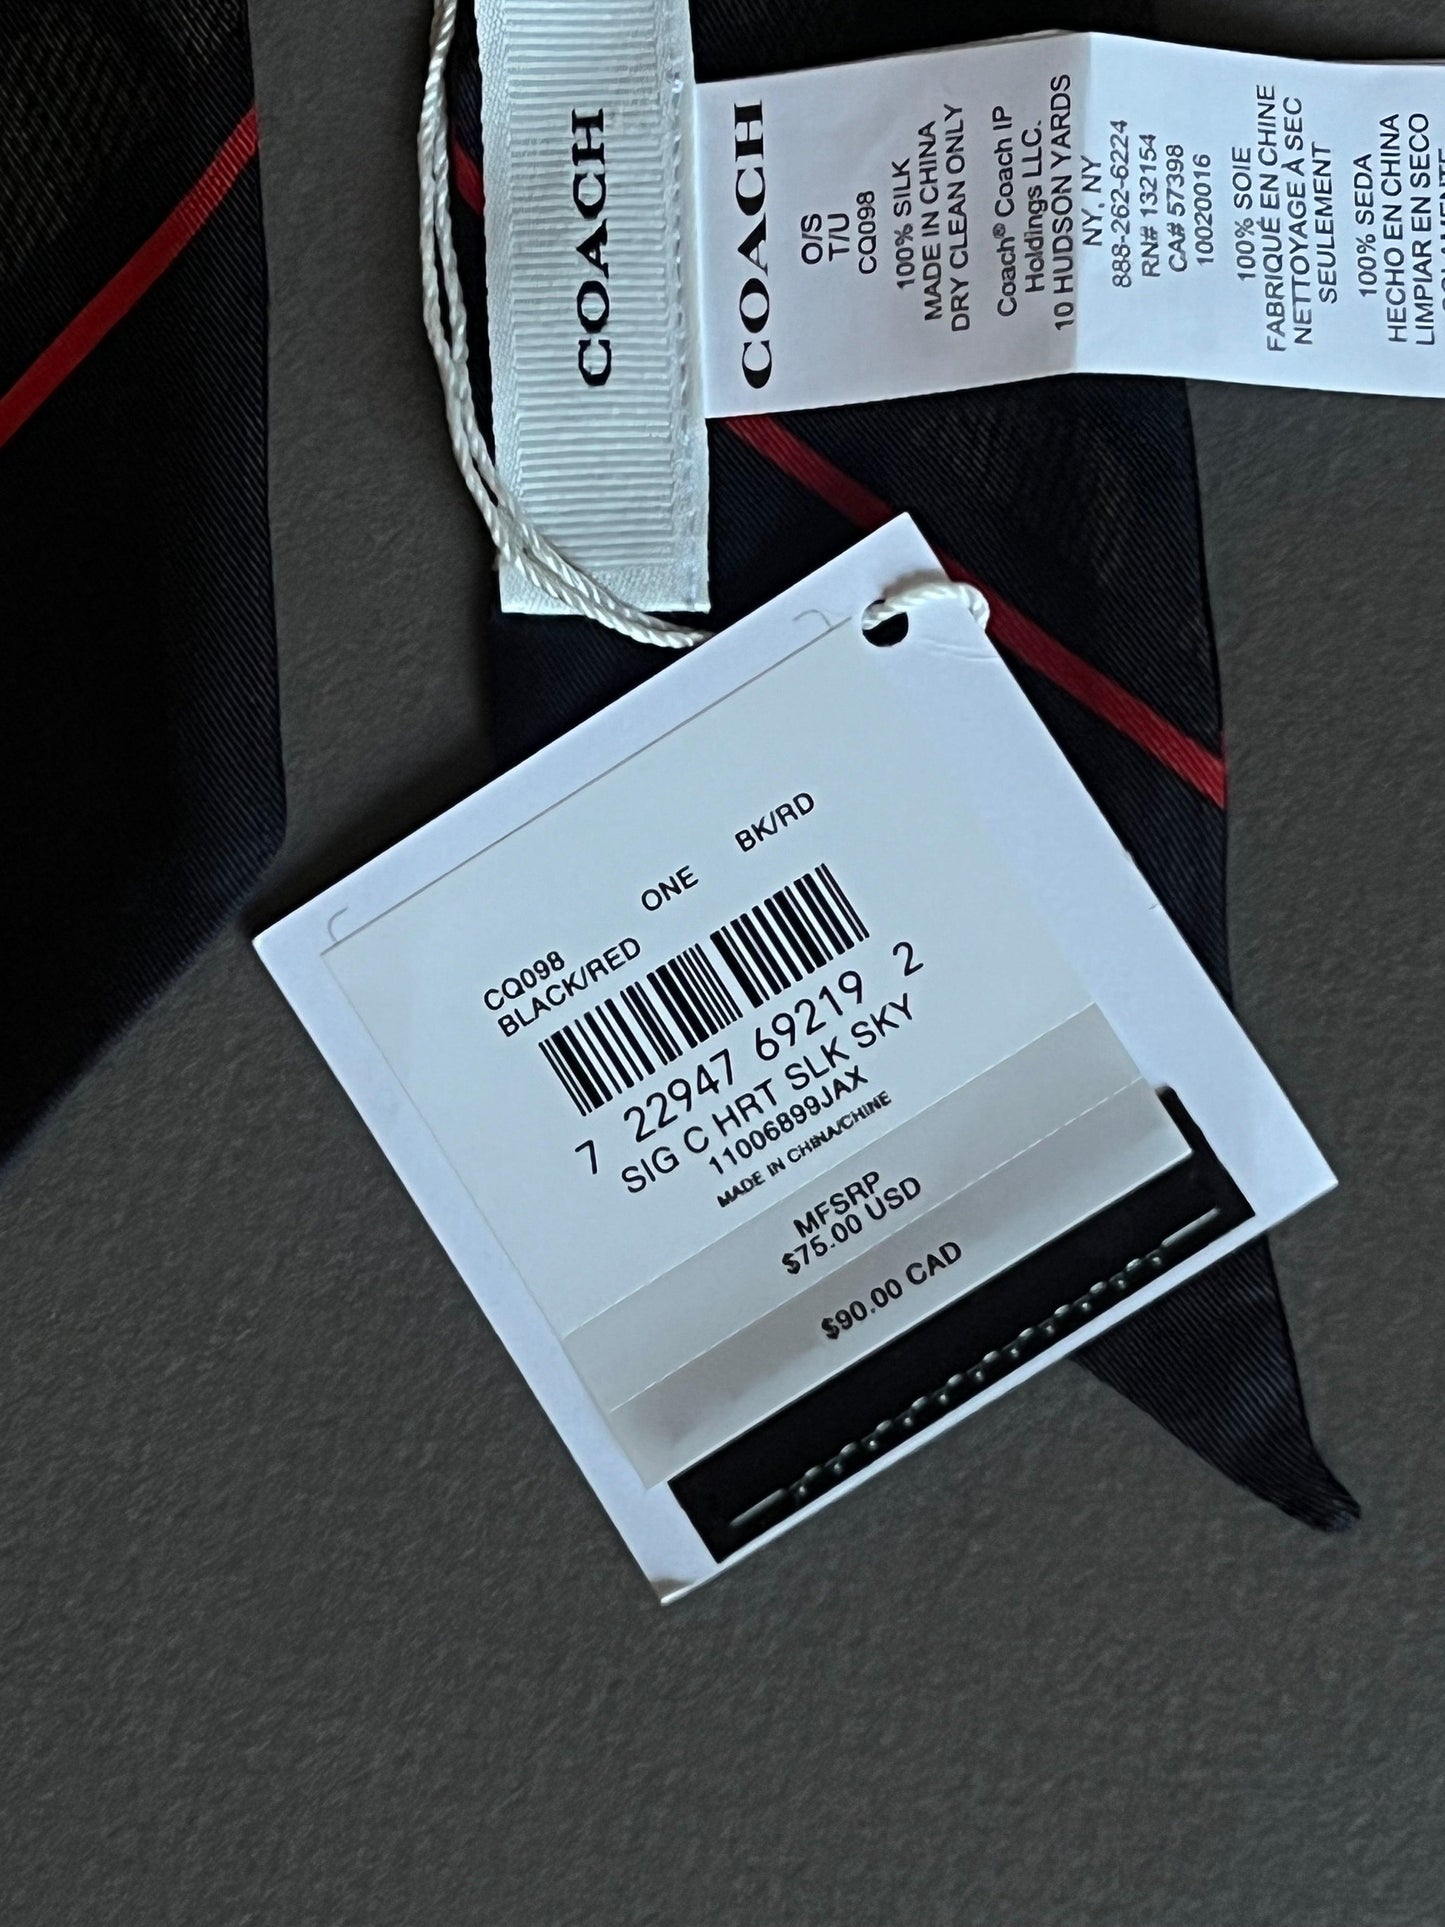 COACH
COACH
O/S
T/U
CQ098
100% SILK
MADE IN CHINA
DRY CLEAN ONLY
Coach® Coach IP
Holdings LLC.
10 HUDSON YARDS
NY, NY
888-262-6224
RN# 132154
CA# 57398
10020016
100% SOIE
FABRIQUÉ EN CHINE
NETTOYAGE À SEC
SEULEMENT
100% SEDA
HECHO EN CHINA
LIMPIAR EN SECO
CQ098
BLACK/RED ONE BK/RD
7 22947 69219 2
SIG C HRT SLK SKY
11006899JAX
MADE IN CHINA/CHINE
MFSRP
$75.00 USD
$90.00 CAD